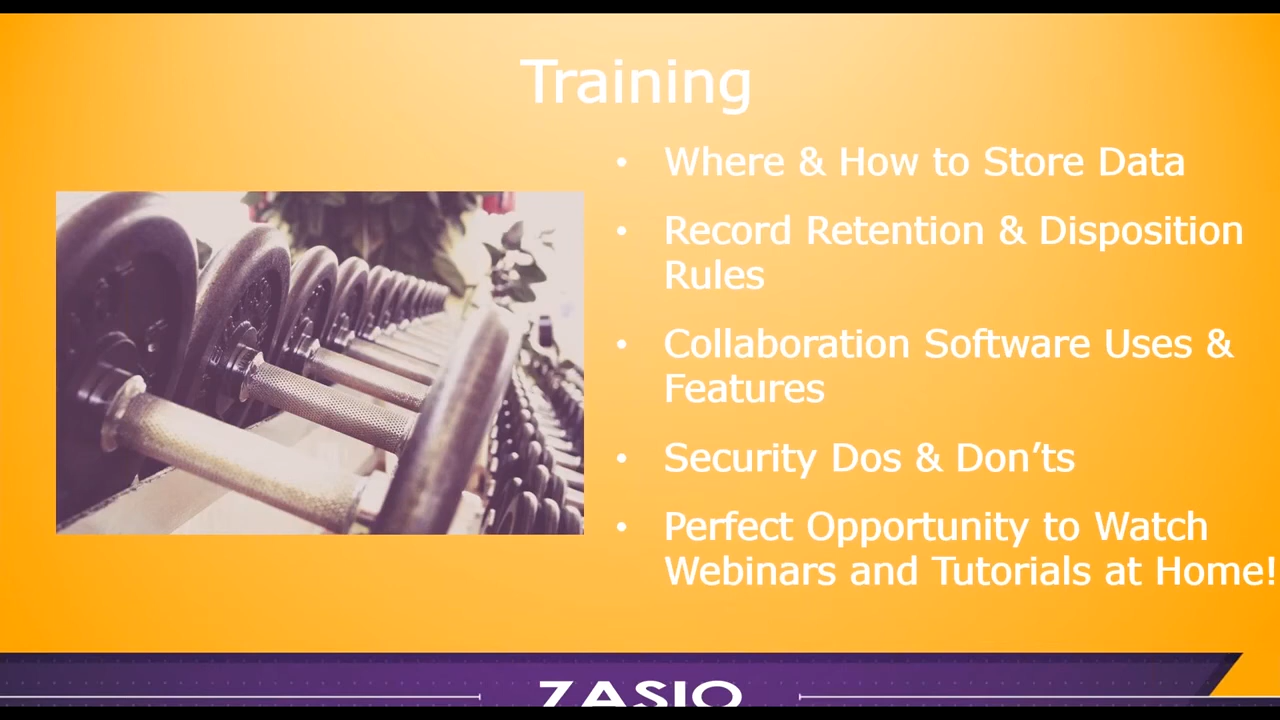 Training
• Where & How to Store Data
• Record Retention & Disposition
Rules
• Collaboration Software Uses &
Features
• Security Dos & Don’ts
• Perfect Opportunity to Watch
Webinars and Tutorials at Home!
ZASIO